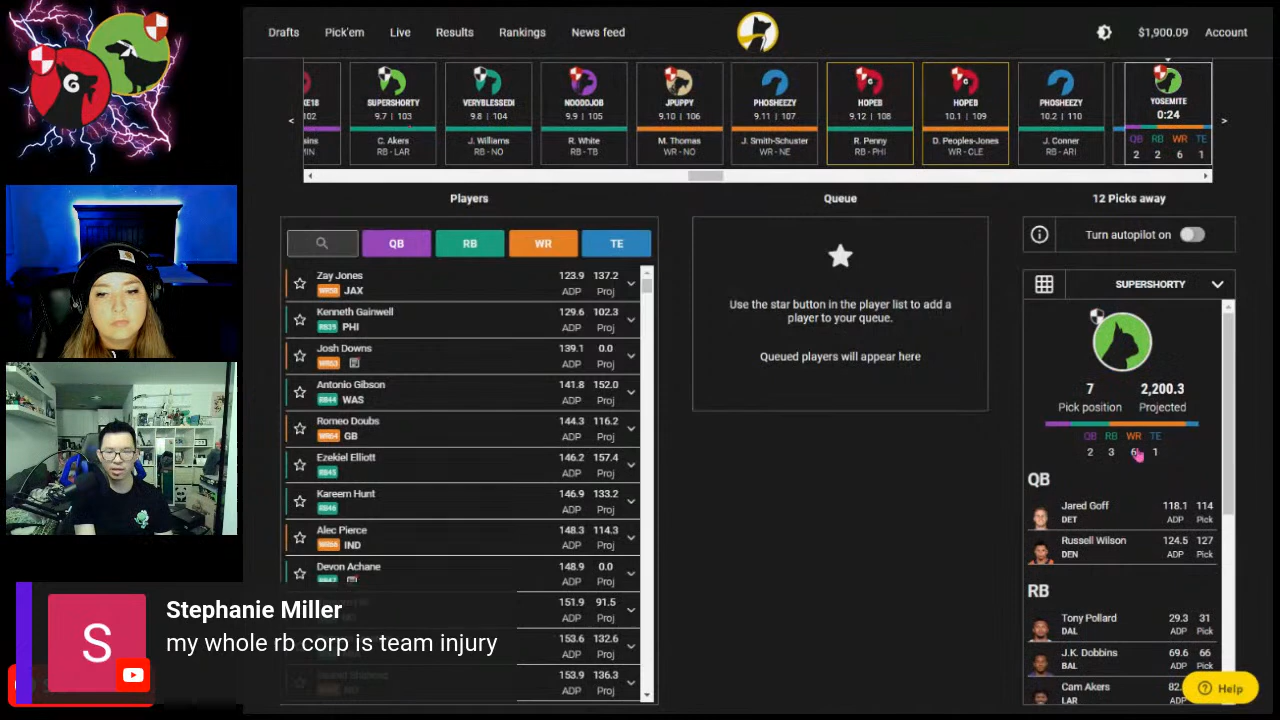 Drafts Pick'em Live Results Rankings News feed
$1,900.09 Account
SUPERSHORTY
9.7 | 103
C. Akers
RB - LAR
VERYBLESSEDI
9.8 | 104
J. Williams
RB - NO
NOOODJOB
9.9 | 105
R. White
RB - TB
JPUPPY
9.10 | 106
M. Thomas
WR - NO
PHOSHEEZY
9.11 | 107
J. Smith-Schuster
WR - NE
HOPEB
9.12 | 108
R. Penny
RB - PHI
HOPEB
10.1 | 109
D. Peoples-Jones
WR - CLE
PHOSHEEZY
10.2 | 110
J. Conner
RB - ARI
YOSEMITE
0:24
QB RB WR TE
2 2 6 1
Players
QB RB WR TE
Zay Jones 123.9 137.2
JAX ADP Proj
Kenneth Gainwell 129.6 102.3
RB39 PHI ADP Proj
Josh Downs 139.1 0.0
WR63 ADP Proj
Antonio Gibson 141.8 152.0
RB44 WAS ADP Proj
Romeo Doubs 144.3 116.2
WR64 GB ADP Proj
Ezekiel Elliott 146.2 157.4
RB45 ADP Proj
Kareem Hunt 146.9 133.2
RB46 ADP Proj
Alec Pierce 148.3 114.3
IND ADP Proj
Devon Achane 148.9 0.0
RB47 ADP Proj
151.9 91.5
ADP Proj
153.6 132.6
ADP Proj
153.9 136.3
ADP Proj
Queue
Use the star button in the player list to add a
player to your queue.
Queued players will appear here
12 Picks away
Turn autopilot on
SUPERSHORTY
7 2,200.3
Pick position Projected
QB RB WR TE
2 3 6 1
QB
Jared Goff 118.1 114
DET ADP Pick
Russell Wilson 124.5 127
DEN ADP Pick
RB
Tony Pollard 29.3 31
DAL ADP Pick
J.K. Dobbins 69.6 66
BAL ADP Pick
Cam Akers 82.
LAR
Help
S
Stephanie Miller
my whole rb corp is team injury